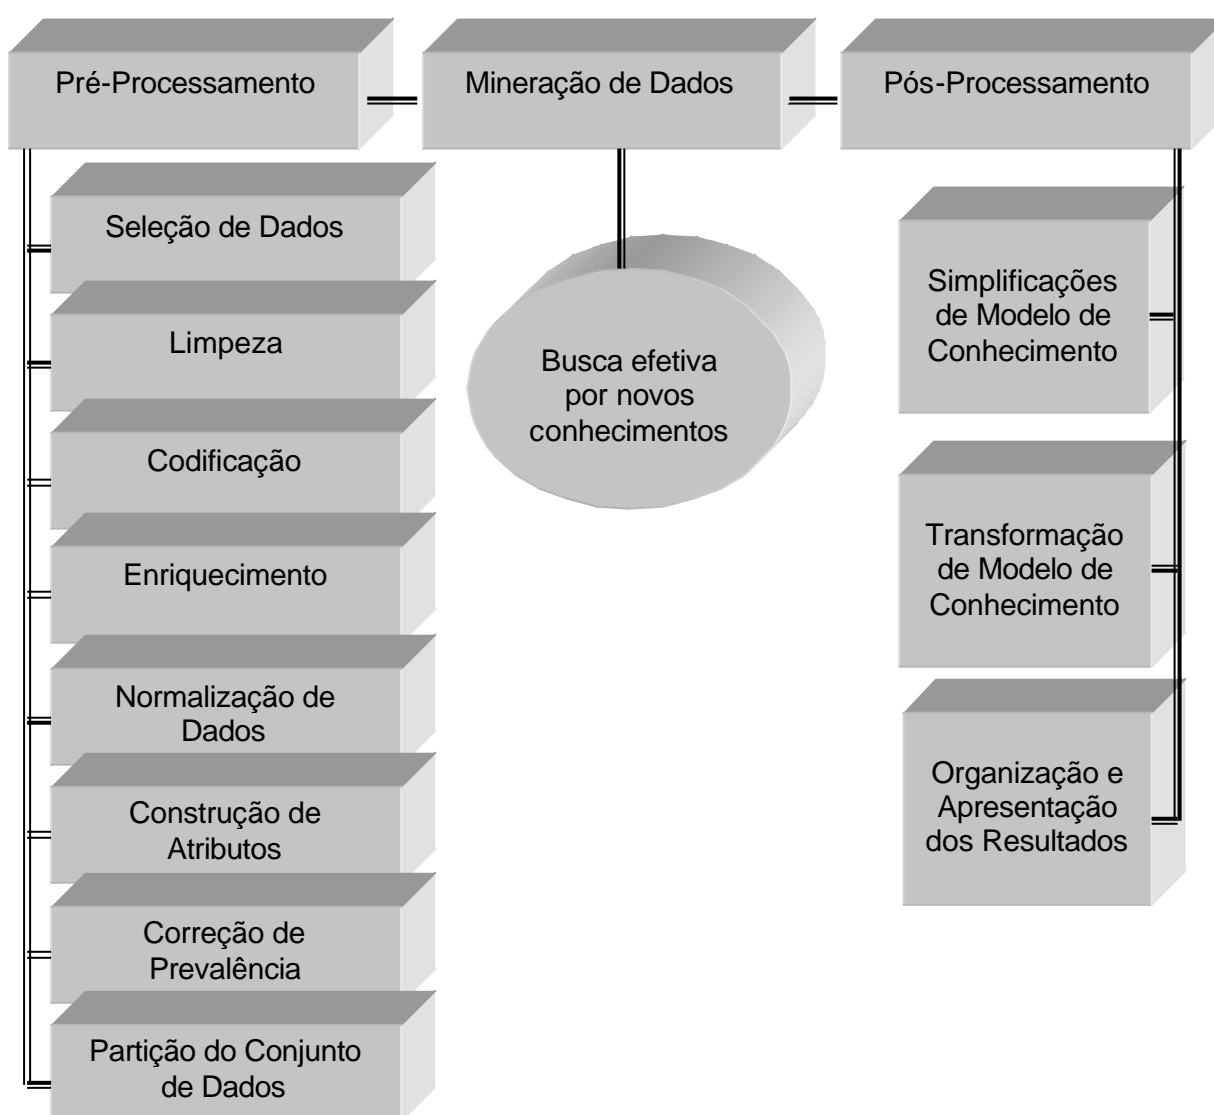 Pré-Processamento
Mineração de Dados
Pós-Processamento
Seleção de Dados
Limpeza
Codificação
Enriquecimento
Normalização de
Dados
Construção de
Atributos
Correção de
Prevalência
Partição do Conjunto
de Dados
Busca efetiva
por novos
conhecimentos
Simplificações
de Modelo de
Conhecimento
Transformação
de Modelo de
Conhecimento
Organização e
Apresentação
dos Resultados